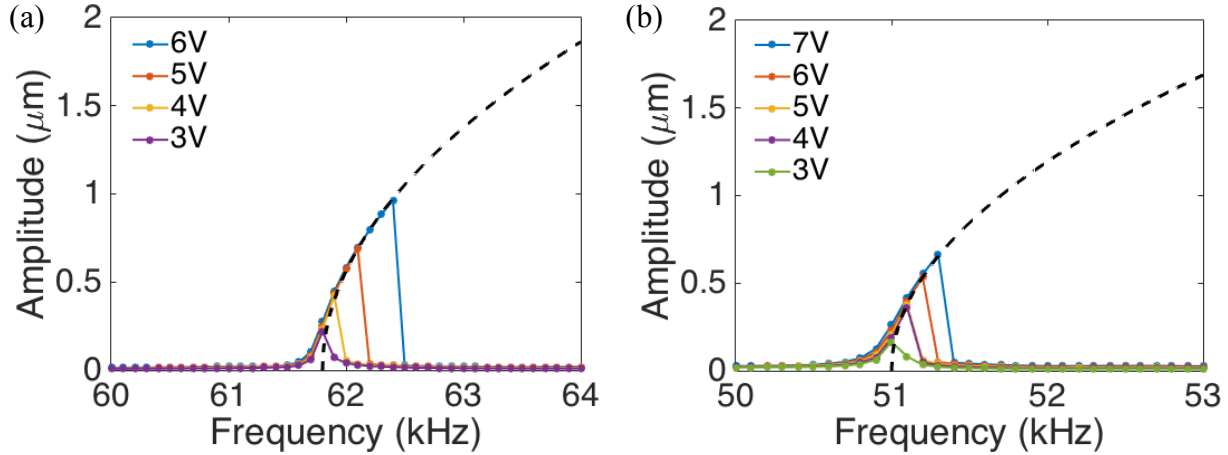 (a)
2
1.5
1
0.5
0
Amplitude (μm)
6V
5V
4V
3V
60 61 62 63 64
Frequency (kHz)
(b)
2
1.5
1
0.5
0
Amplitude (μm)
7V
6V
5V
4V
3V
50 51 52 53
Frequency (kHz)